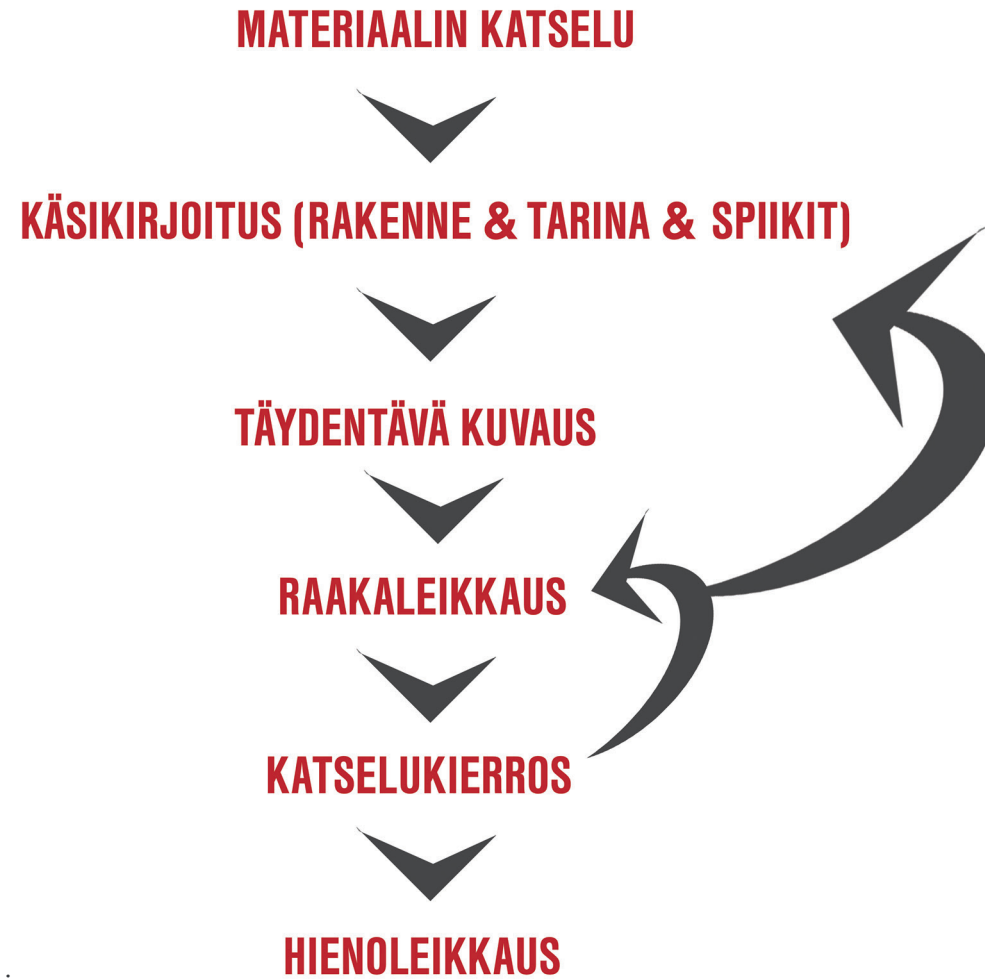 MATERIAALIN KATSELU
KÄSIKIRJOITUS (RAKENNE & TARINA & SPIIKIT)
TÄYDENTÄVÄ KUVAUS
RAAKALEIKKAUS
KATSELUKIERROS
HIENOLEIKKAUS
.